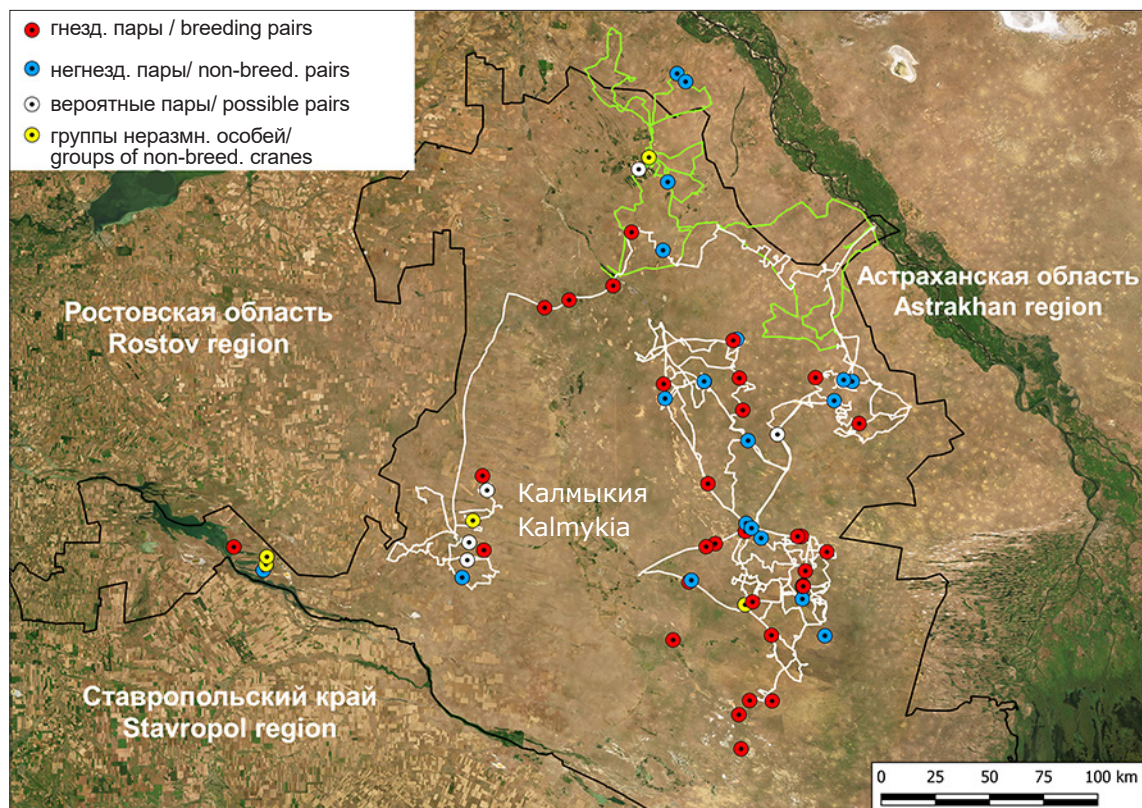 гнезд. пары / breeding pairs
негнезд. пары/ non-breed. pairs
вероятные пары/ possible pairs
группы неразмн. особей/
groups of non-breed. cranes
Ростовская область
Rostov region
Астраханская область
Astrakhan region
Калмыкия
Kalmykia
Ставропольский край
Stavropol region
0 25 50 75 100 km